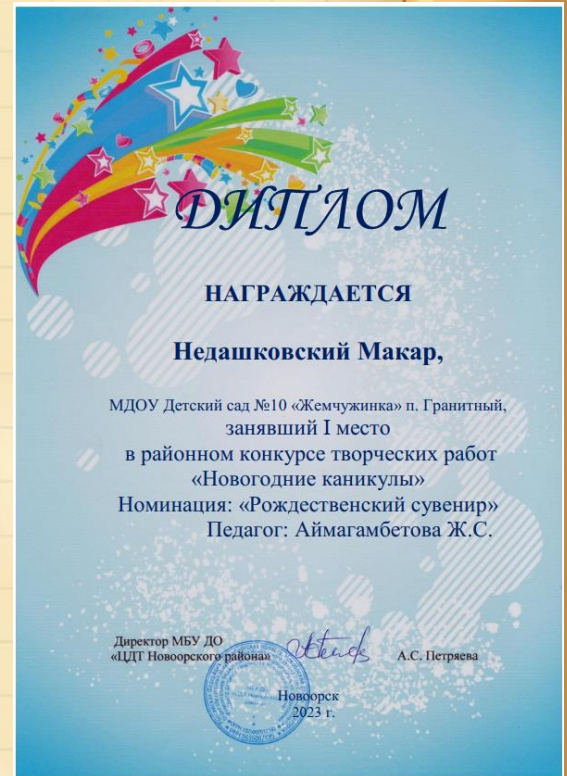 ДИПЛОМ
НАГРАЖДАЕТСЯ
Недашковский Макар,
МДОУ Детский сад №10 «Жемчужинка» п. Гранитный,
занявший I место
в районном конкурсе творческих работ
«Новогодние каникулы»
Номинация: «Рождественский сувенир»
Педагог: Аймагамбетова Ж.С.
Директор МБУ ДО
«ЦДТ Новоорского района»
А.С. Петряева
Новоорск
2023 г.